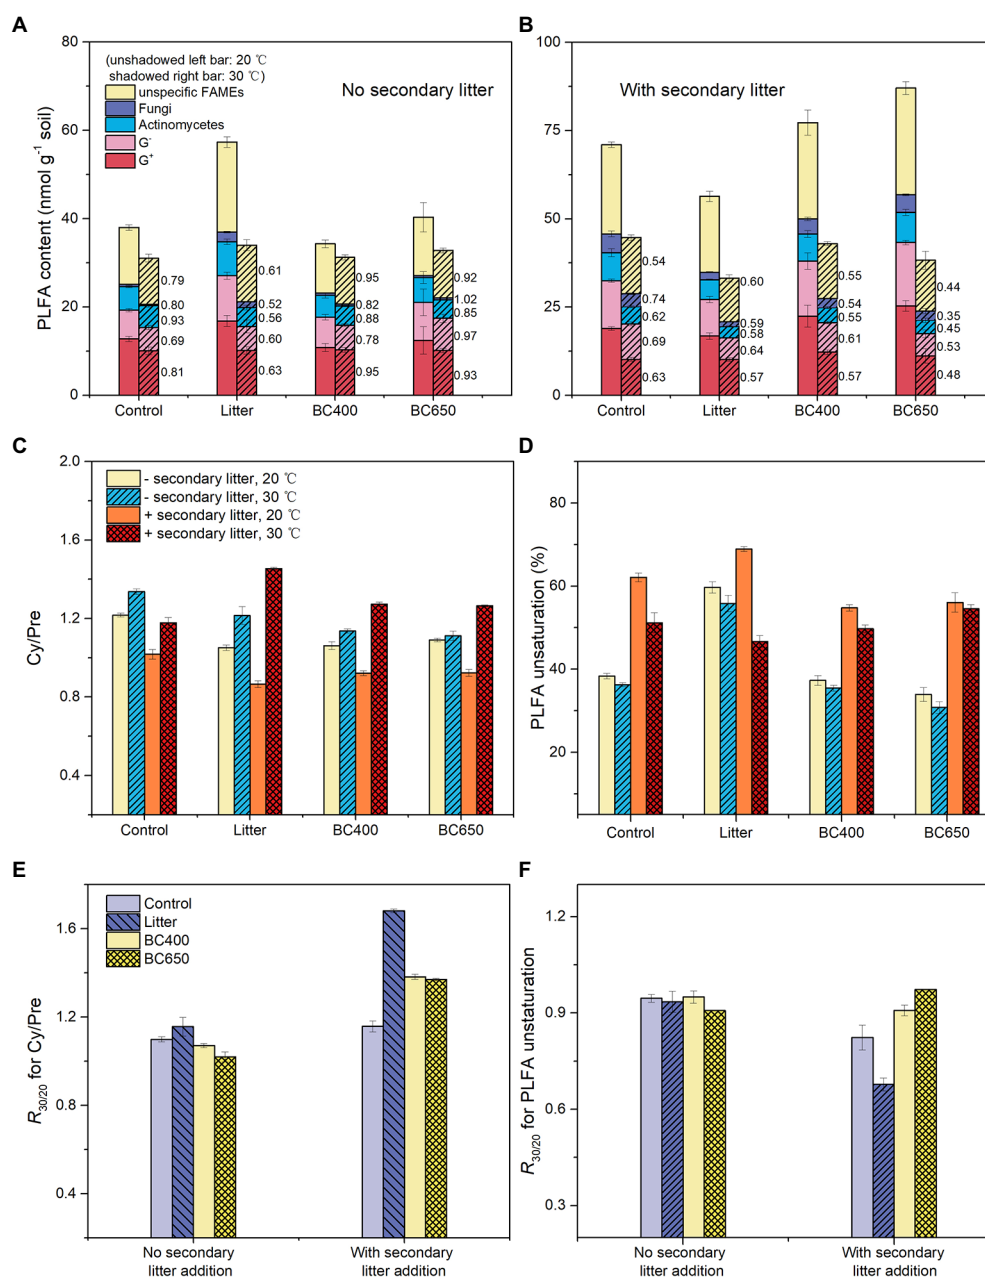 A
80
60
40
20
0
PLFA content (nmol g⁻¹ soil)
(unshadowed left bar: 20 ℃
shadowed right bar: 30 ℃)
unspecific FAMEs
Fungi
Actinomycetes
G⁻
G⁺
No secondary litter
0.79
0.80
0.93
0.69
0.81
0.61
0.52
0.56
0.60
0.63
0.95
0.82
0.88
0.78
0.95
0.92
1.02
0.85
0.97
0.93
Control
Litter
BC400
BC650
B
100
75
50
25
0
With secondary litter
0.54
0.74
0.62
0.69
0.63
0.60
0.59
0.58
0.64
0.57
0.55
0.54
0.55
0.61
0.57
0.44
0.35
0.45
0.53
0.48
Control
Litter
BC400
BC650
C
2.0
1.6
1.2
0.8
0.4
Cy/Pre
- secondary litter, 20 ℃
- secondary litter, 30 ℃
+ secondary litter, 20 ℃
+ secondary litter, 30 ℃
Control
Litter
BC400
BC650
D
80
60
40
20
PLFA unsaturation (%)
Control
Litter
BC400
BC650
E
1.6
1.2
0.8
0.4
R30/20 for Cy/Pre
Control
Litter
BC400
BC650
No secondary
litter addition
With secondary
litter addition
F
1.2
0.9
0.6
0.3
R30/20 for PLFA unstaturation
No secondary
litter addition
With secondary
litter addition